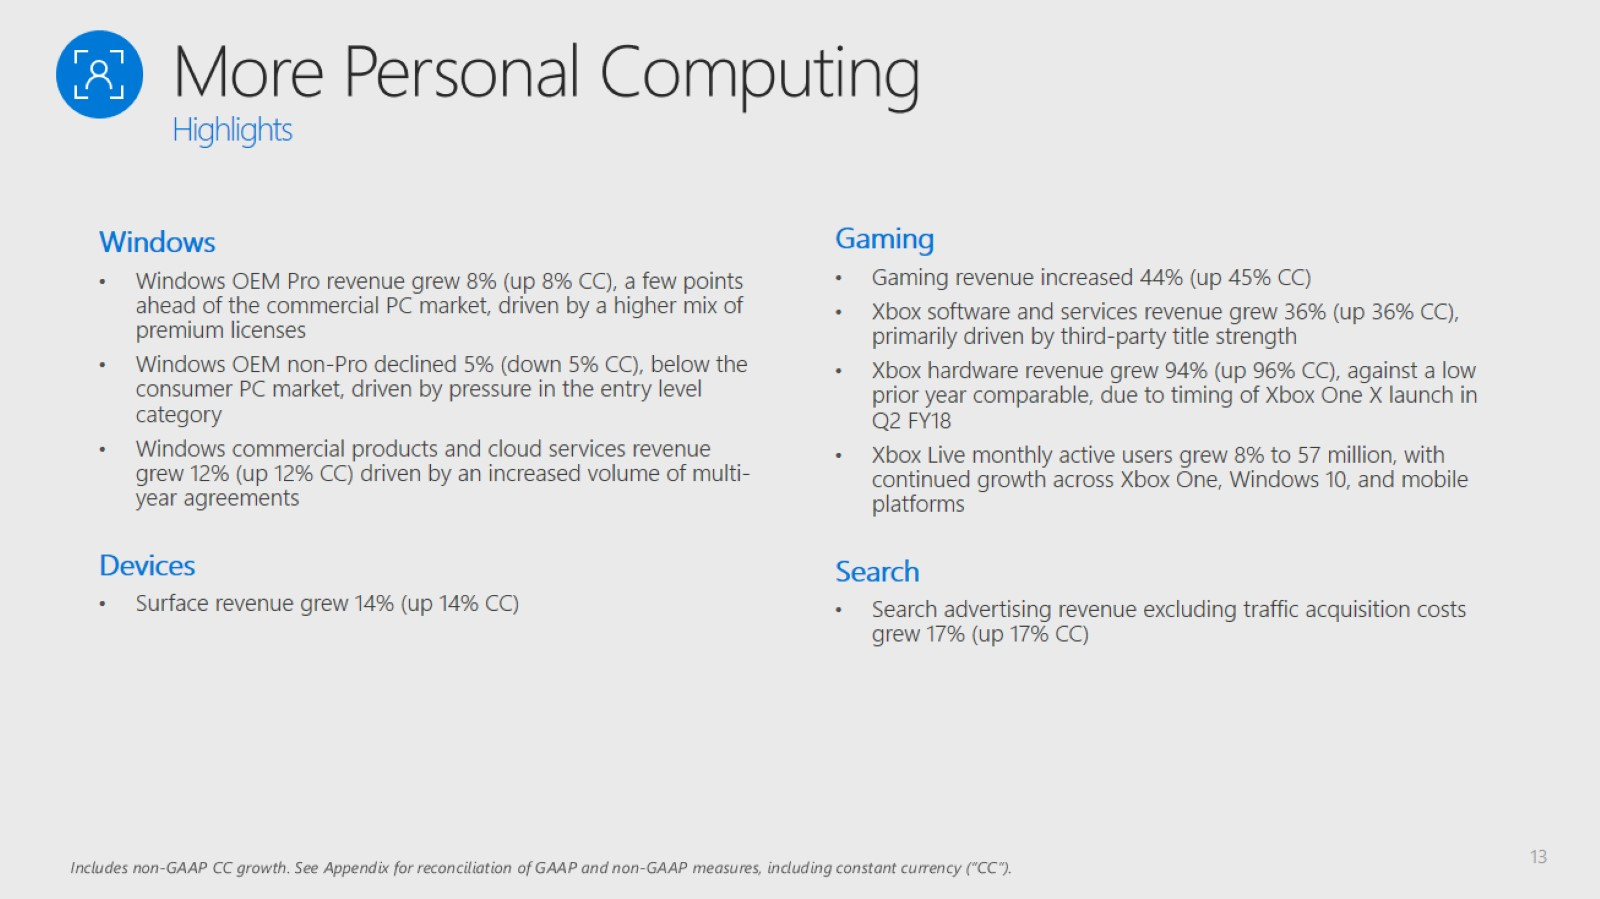 More Personal Computing
Highlights
Windows
• Windows OEM Pro revenue grew 8% (up 8% CC), a few points
ahead of the commercial PC market, driven by a higher mix of
premium licenses
• Windows OEM non-Pro declined 5% (down 5% CC), below the
consumer PC market, driven by pressure in the entry level
category
• Windows commercial products and cloud services revenue
grew 12% (up 12% CC) driven by an increased volume of multi-
year agreements
Devices
• Surface revenue grew 14% (up 14% CC)
Gaming
• Gaming revenue increased 44% (up 45% CC)
• Xbox software and services revenue grew 36% (up 36% CC),
primarily driven by third-party title strength
• Xbox hardware revenue grew 94% (up 96% CC), against a low
prior year comparable, due to timing of Xbox One X launch in
Q2 FY18
• Xbox Live monthly active users grew 8% to 57 million, with
continued growth across Xbox One, Windows 10, and mobile
platforms
Search
• Search advertising revenue excluding traffic acquisition costs
grew 17% (up 17% CC)
Includes non-GAAP CC growth. See Appendix for reconciliation of GAAP and non-GAAP measures, including constant currency (“CC”).
13